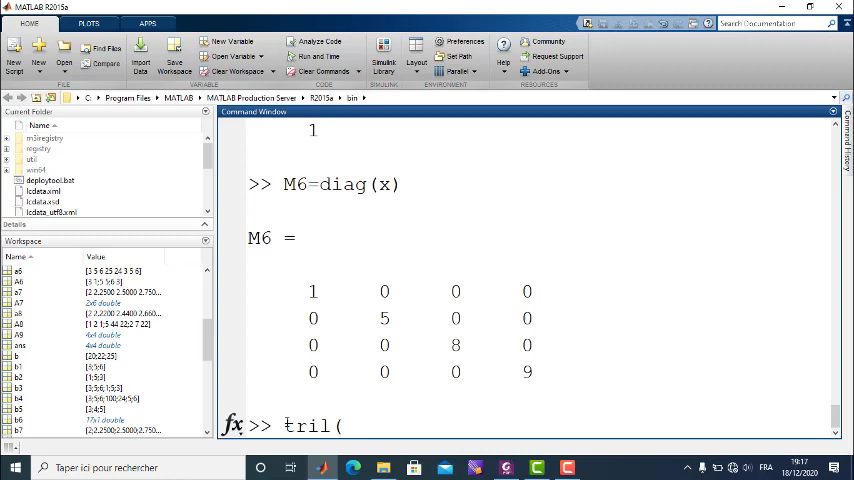 MATLAB R2015a
HOME PLOTS APPS Search Documentation
New Script New Open Find Files Compare Import Data Save Workspace New Variable Open Variable Clear Workspace Analyze Code Run and Time Clear Commands Simulink Library Layout Preferences Set Path Parallel Help Community Request Support Add-Ons
FILE VARIABLE CODE SIMULINK ENVIRONMENT RESOURCES
C: Program Files MATLAB MATLAB Production Server R2015a bin
Current Folder
Name
m3iregistry
registry
util
win64
deploytool.bat
lcdata.xml
lcdata.xsd
lcdata_utf8.xml
Details
Workspace
Name Value
a6 [3 5 6 25 24 3 5 6]
A6 [3 1;5 5;6 3]
a7 [2 2.2500 2.5000 2.750...
A7 2x6 double
a8 [2 2.2200 2.4400 2.660...
A8 [1 2 1;5 44 22;2 7 22]
A9 4x4 double
ans 4x4 double
b [20;22;25]
b1 [3;5;6]
b2 [1;5;3]
b3 [3;5;6;1;5;3]
b4 [3;5;6;100;24;5;6]
b5 [3;4;5]
b6 17x1 double
b7 [2;2.2500;2.5000;2.750...
Command Window
1
>> M6=diag(x)
M6 =
1 0 0 0
0 5 0 0
0 0 8 0
0 0 0 9
fx >> tril(
Command History
Taper ici pour rechercher
FRA
19:17
18/12/2020